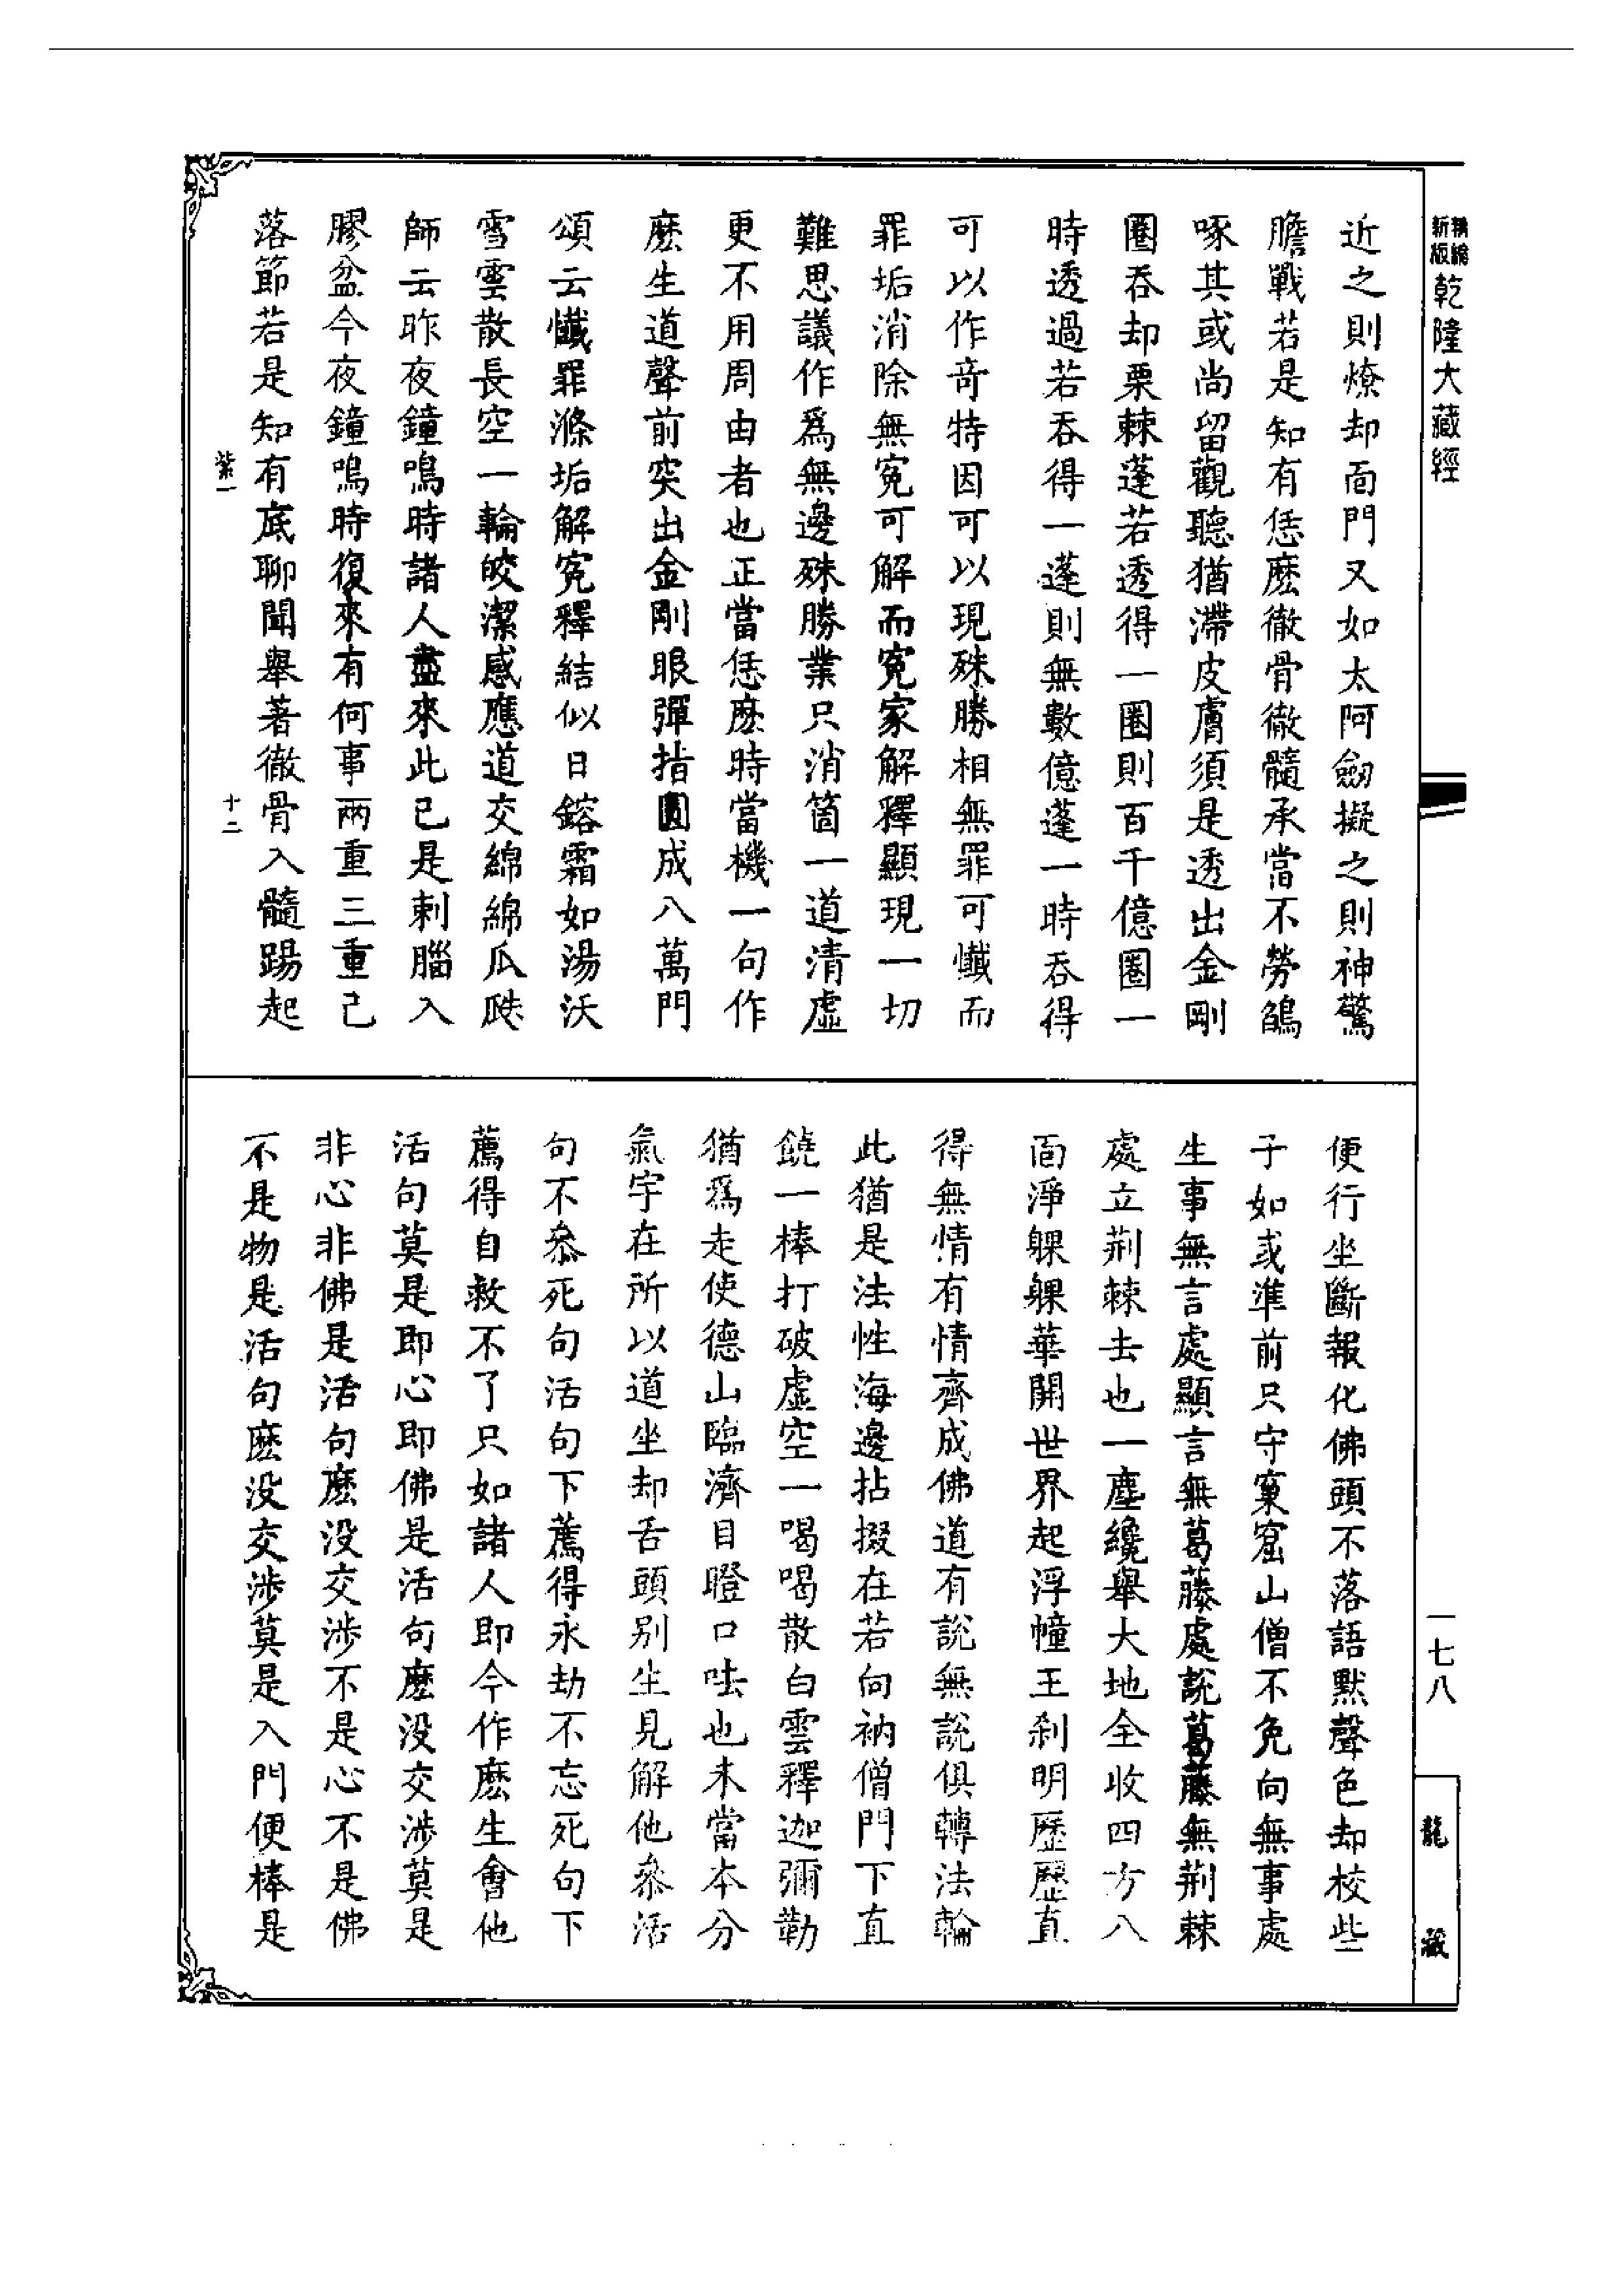 精編
新版
乾隆大藏經
近之則燎却面門又如太阿劒擬之則神驚
膽戰若是知有恁麽徹骨徹髓承當不勞鵮
啄其或尚留觀聽猶滯皮膚須是透出金剛
圈吞却栗棘蓬若透得一圈則百千億圈一
時透過若吞得一蓬則無數億蓬一時吞得
可以作竒特因可以現殊勝相無罪可懺而
罪垢消除無冤可解而冤家解釋顯現一切
難思議作爲無邊殊勝業只消箇一道清虛
更不用周由者也正當恁麽時當機一句作
麽生道聲前突出金剛眼彈指圓成八萬門
頌云懺罪滌垢解冤釋結似日鎔霜如湯沃
雪雲散長空一輪皎潔感應道交綿綿瓜瓞
師云昨夜鐘鳴時諸人盡來此已是刺腦入
膠盆今夜鐘鳴時復來有何事兩重三重已
落節若是知有底聊聞舉著徹骨入髓踢起
紫一
十二
便行坐斷報化佛頭不落語默聲色却校些
子如或準前只守窠窟山僧不免向無事處
生事無言處顯言無葛藤處說葛藤無荆棘
處立荆棘去也一塵纔舉大地全收四方八
面淨躶躶華開世界起浮幢王刹明歷歷直
得無情有情齊成佛道有說無說俱轉法輪
此猶是法性海邊拈掇在若向衲僧門下直
饒一棒打破虛空一喝喝散白雲釋迦彌勒
猶爲走使德山臨濟目瞪口呿也未當本分
氣宇在所以道坐却舌頭别生見解他叅活
句不叅死句活句下薦得永劫不忘死句下
薦得自救不了只如諸人即今作麽生會他
活句莫是即心即佛是活句麽没交涉莫是
非心非佛是活句麽没交涉不是心不是佛
不是物是活句麽没交涉莫是入門便棒是
一七八
龍藏